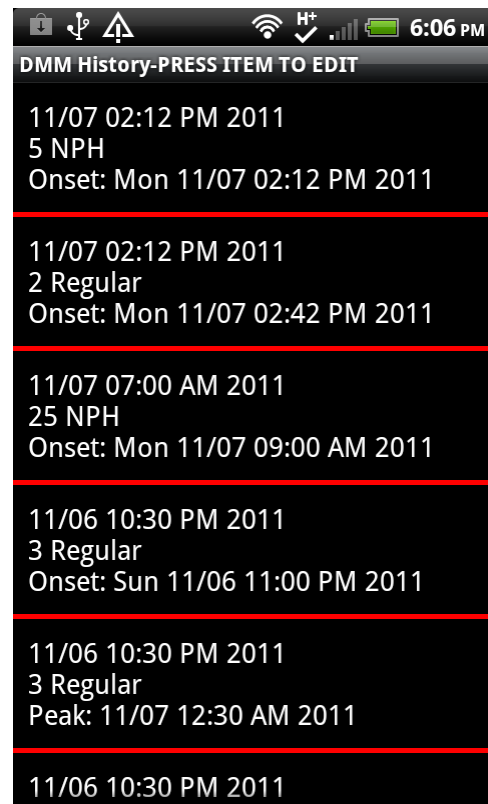 H+
6:06 PM
DMM History-PRESS ITEM TO EDIT
11/07 02:12 PM 2011
5 NPH
Onset: Mon 11/07 02:12 PM 2011
11/07 02:12 PM 2011
2 Regular
Onset: Mon 11/07 02:42 PM 2011
11/07 07:00 AM 2011
25 NPH
Onset: Mon 11/07 09:00 AM 2011
11/06 10:30 PM 2011
3 Regular
Onset: Sun 11/06 11:00 PM 2011
11/06 10:30 PM 2011
3 Regular
Peak: 11/07 12:30 AM 2011
11/06 10:30 PM 2011